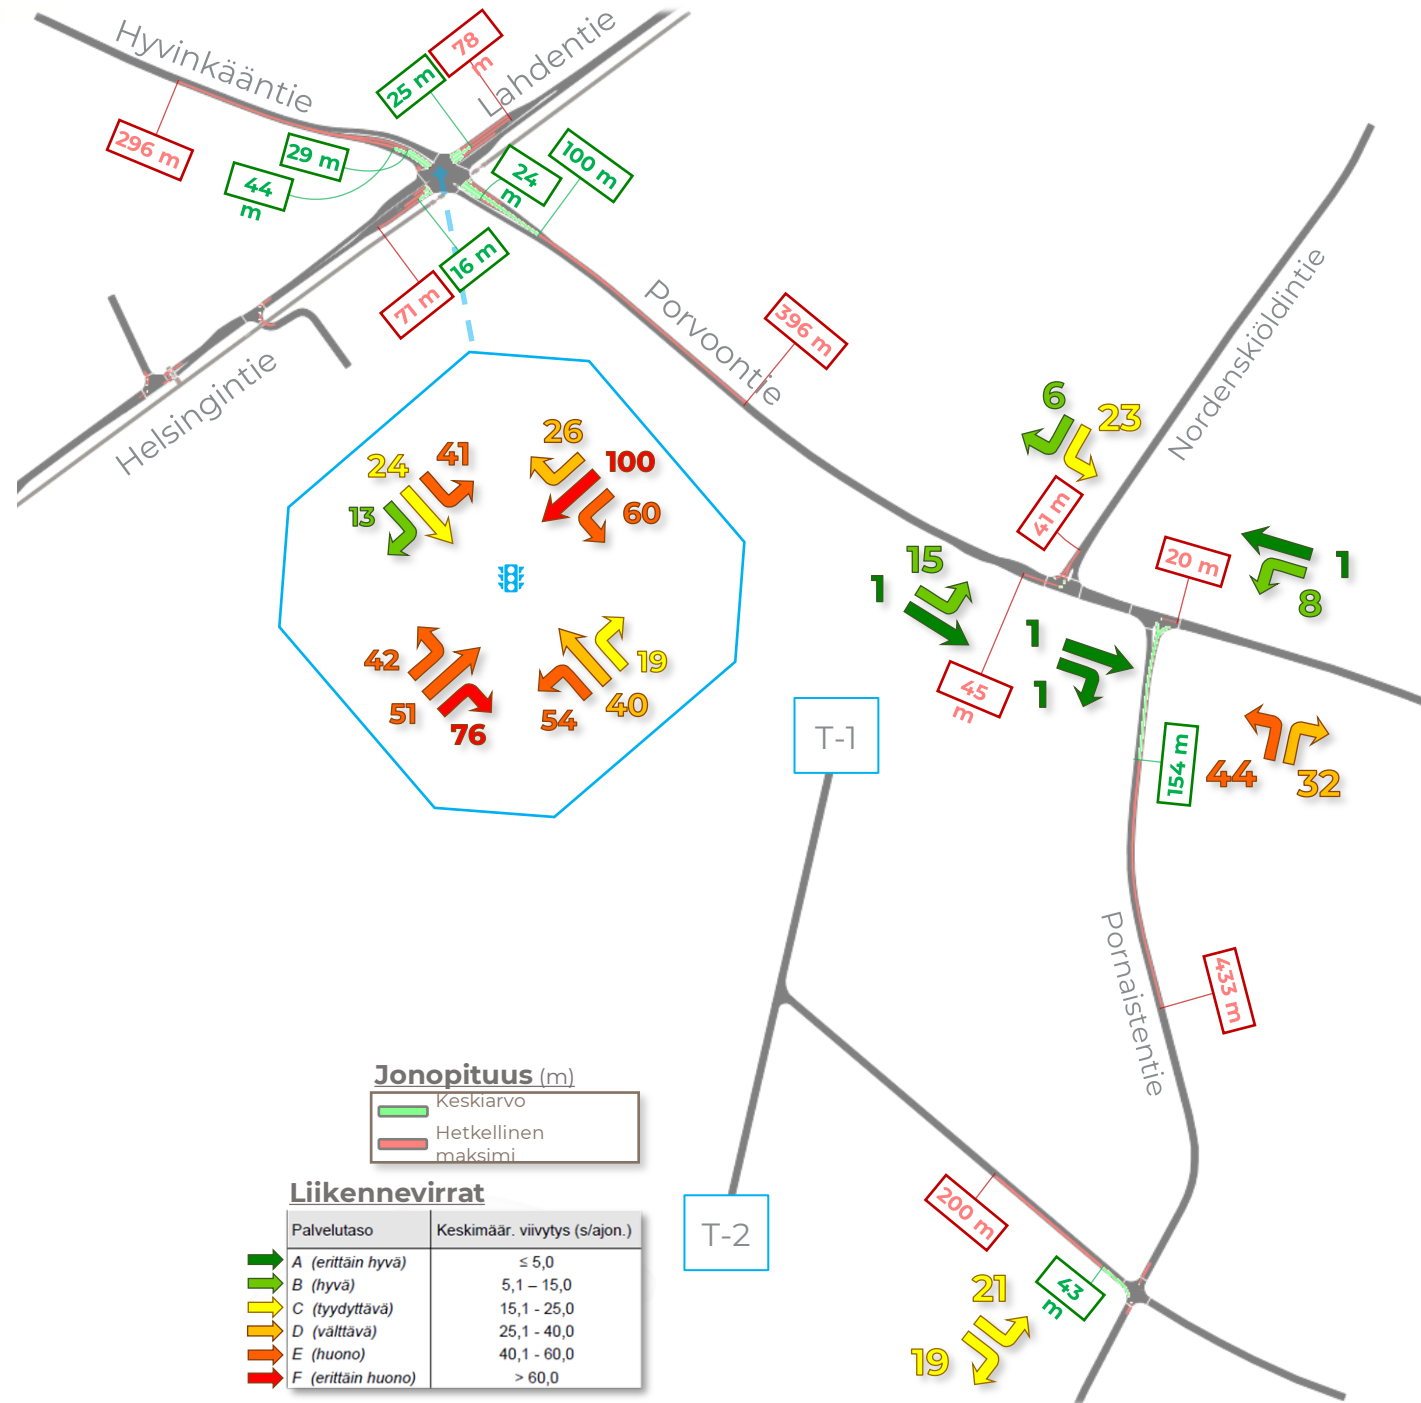 Hyvinkääntie
Lahdentie
78
m
25 m
296 m
29 m
44
m
24
m
100 m
16 m
71 m
Helsingintie
Porvoontie
396 m
Nordenskiöldintie
26
100
60
24
41
13
42
51
76
19
40
54
6
23
41 m
15
1
45
m
20 m
1
8
1
1
154 m
44
32
T-1
T-2
Pornaistentie
433 m
200 m
43
m
21
19
Jonopituus (m)
Keskiarvo
Hetkellinen
maksimi
Liikennevirrat
Palvelutaso Keskimäär. viivytys (s/ajon.)
A (erittäin hyvä) ≤ 5,0
B (hyvä) 5,1 – 15,0
C (tyydyttävä) 15,1 - 25,0
D (välttävä) 25,1 - 40,0
E (huono) 40,1 - 60,0
F (erittäin huono) > 60,0